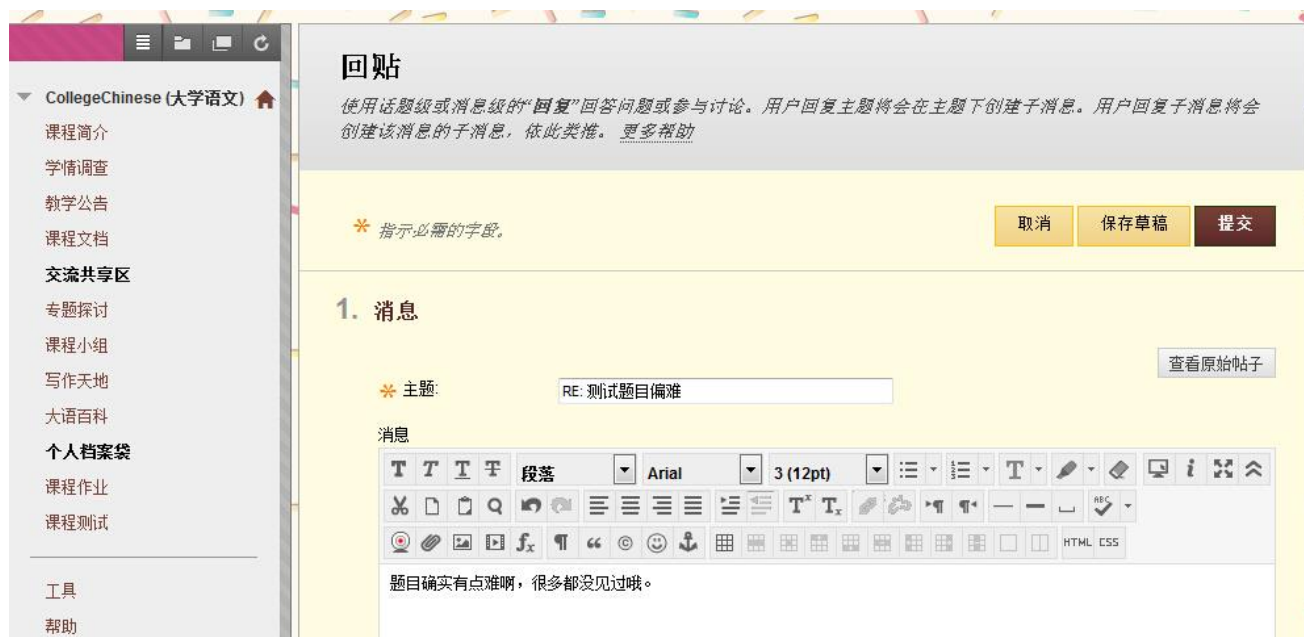 CollegeChinese (大学语文)
课程简介
学情调查
教学公告
课程文档
交流共享区
专题探讨
课程小组
写作天地
大语百科
个人档案袋
课程作业
课程测试
工具
帮助
回贴
使用话题级或消息级的“回复”回答问题或参与讨论。用户回复主题将会在主题下创建子消息。用户回复子消息将会
创建该消息的子消息，依此类推。 更多帮助
* 指示必需的字段。
取消 保存草稿 提交
1. 消息
查看原始帖子
* 主题: RE: 测试题目偏难
消息
T T T T 段落 Arial 3 (12pt) T i
Tx Tx ABC
fx HTML CSS
题目确实有点难啊，很多都没见过哦。